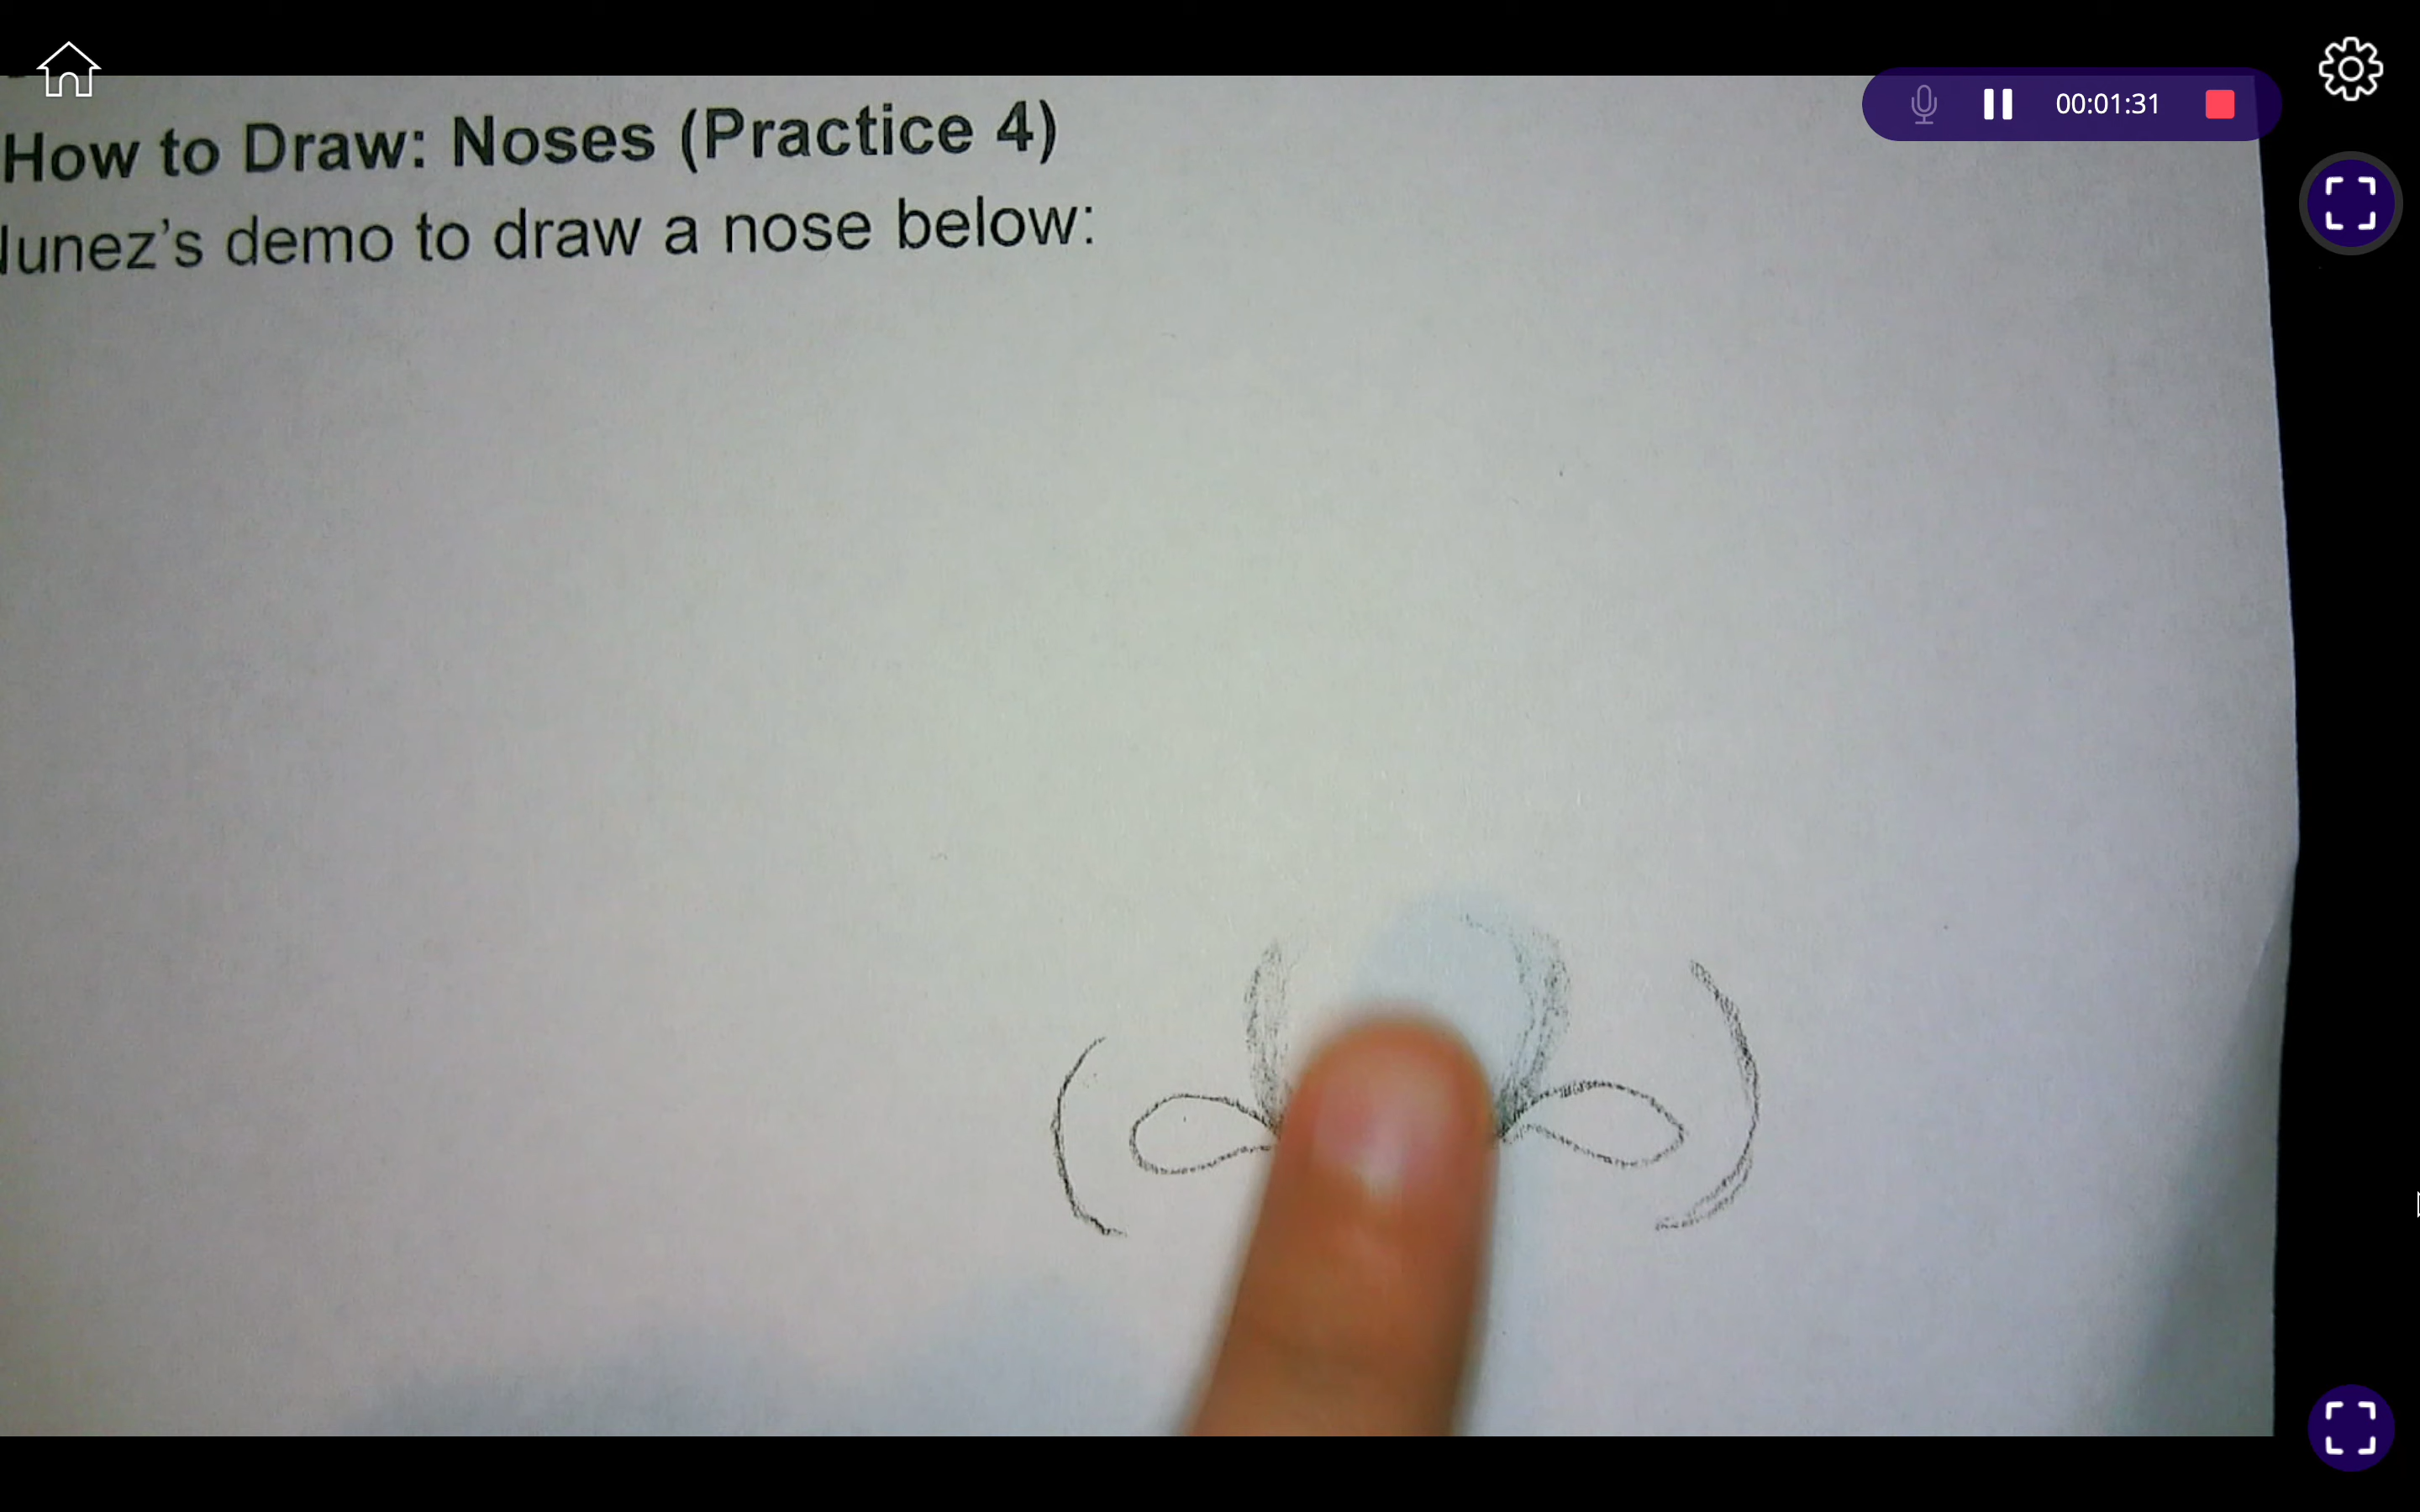 How to Draw: Noses (Practice 4)
unez's demo to draw a nose below:
00:01:31